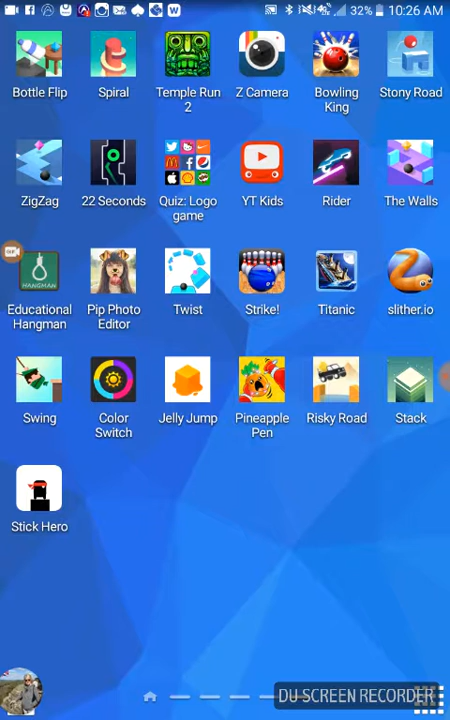 32% 10:26 AM
Bottle Flip Spiral Temple Run 2 Z Camera Bowling King Stony Road
ZigZag 22 Seconds Quiz: Logo game YT Kids Rider The Walls
Educational Hangman Pip Photo Editor Twist Strike! Titanic slither.io
Swing Color Switch Jelly Jump Pineapple Pen Risky Road Stack
Stick Hero
DU SCREEN RECORDER